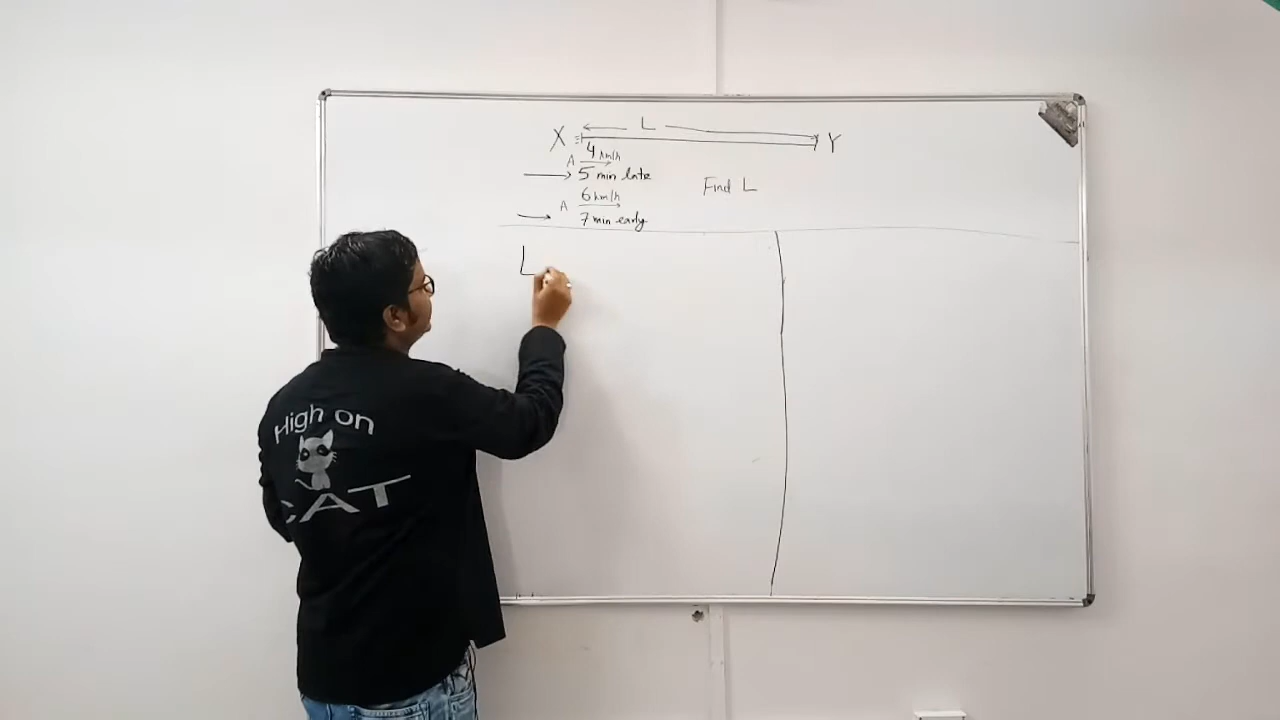 X L Y
A 4 km/h
5 min late
Find L
A 6 km/h
7 min early
L
High on
CAT